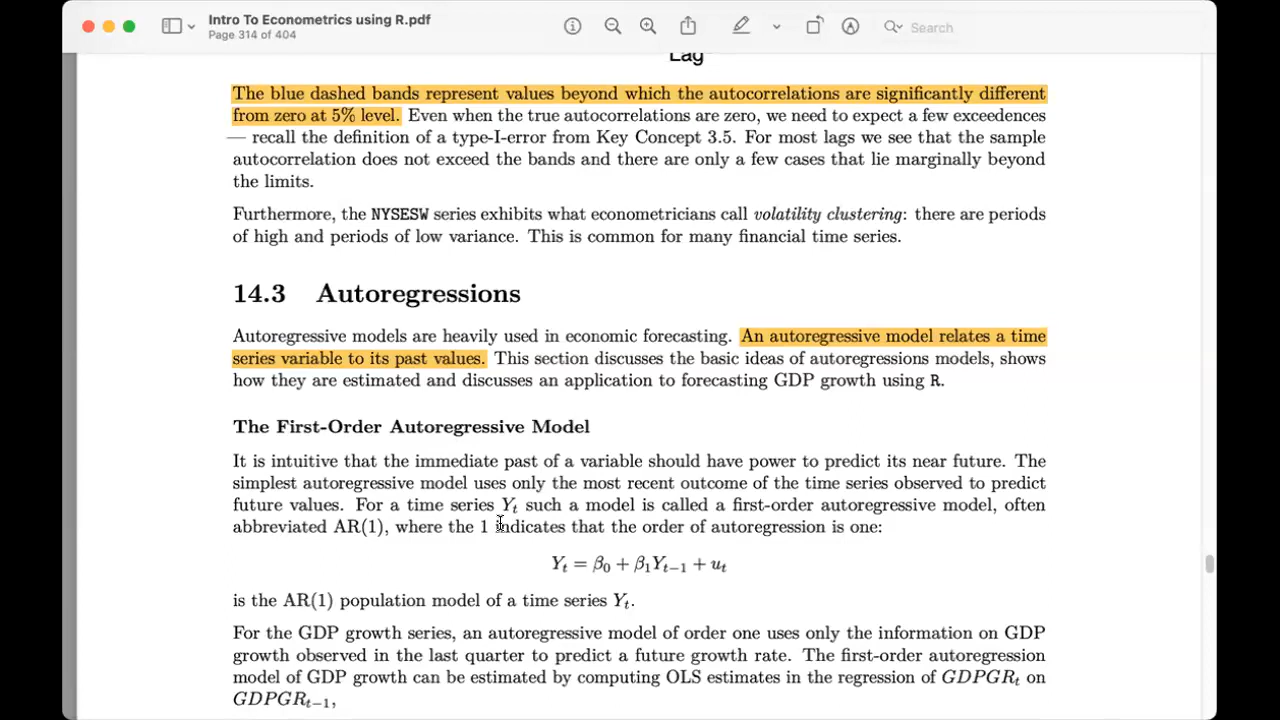 Intro To Econometrics using R.pdf
Page 314 of 404
Search
Lag
The blue dashed bands represent values beyond which the autocorrelations are significantly different
from zero at 5% level. Even when the true autocorrelations are zero, we need to expect a few exceedences
— recall the definition of a type-I-error from Key Concept 3.5. For most lags we see that the sample
autocorrelation does not exceed the bands and there are only a few cases that lie marginally beyond
the limits.
Furthermore, the NYSESW series exhibits what econometricians call volatility clustering: there are periods
of high and periods of low variance. This is common for many financial time series.
14.3 Autoregressions
Autoregressive models are heavily used in economic forecasting. An autoregressive model relates a time
series variable to its past values. This section discusses the basic ideas of autoregressions models, shows
how they are estimated and discusses an application to forecasting GDP growth using R.
The First-Order Autoregressive Model
It is intuitive that the immediate past of a variable should have power to predict its near future. The
simplest autoregressive model uses only the most recent outcome of the time series observed to predict
future values. For a time series Yₜ such a model is called a first-order autoregressive model, often
abbreviated AR(1), where the 1 indicates that the order of autoregression is one:
Yₜ = β₀ + β₁Yₜ₋₁ + uₜ
is the AR(1) population model of a time series Yₜ.
For the GDP growth series, an autoregressive model of order one uses only the information on GDP
growth observed in the last quarter to predict a future growth rate. The first-order autoregression
model of GDP growth can be estimated by computing OLS estimates in the regression of GDPGRₜ on
GDPGRₜ₋₁,